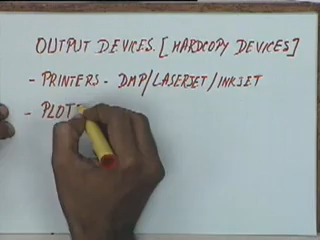 OUTPUT DEVICES. [HARDCOPY DEVICES]
- PRINTERS - DMP/LASERJET/INKJET
- PLOT